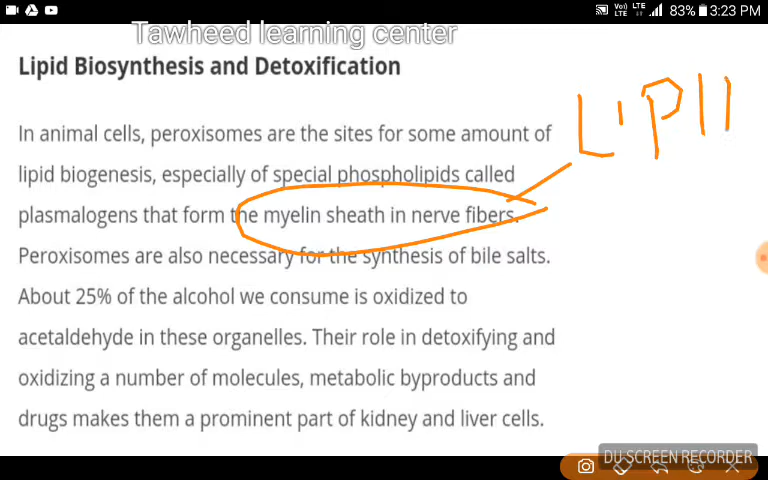 VoJ LTE
LTE 83% 3:23 PM
Tawheed learning center
Lipid Biosynthesis and Detoxification
In animal cells, peroxisomes are the sites for some amount of
lipid biogenesis, especially of special phospholipids called
plasmalogens that form the myelin sheath in nerve fibers.
Peroxisomes are also necessary for the synthesis of bile salts.
About 25% of the alcohol we consume is oxidized to
acetaldehyde in these organelles. Their role in detoxifying and
oxidizing a number of molecules, metabolic byproducts and
drugs makes them a prominent part of kidney and liver cells.
DU SCREEN RECORDER